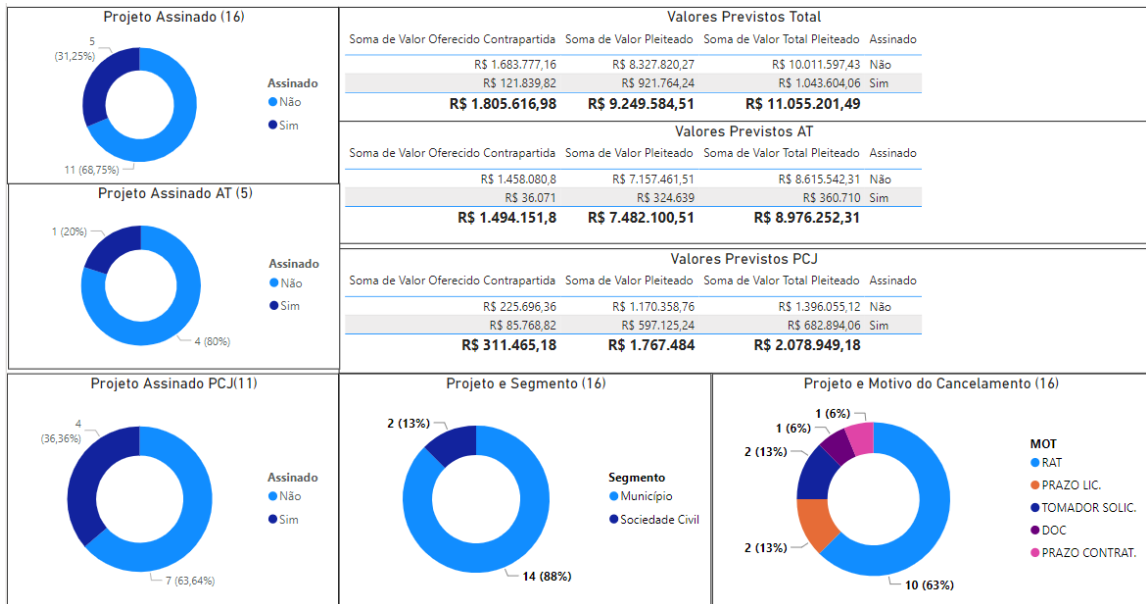 Projeto Assinado (16)
5
(31,25%)
11 (68,75%)
Assinado
Não
Sim
Valores Previstos Total
Soma de Valor Oferecido Contrapartida Soma de Valor Pleiteado Soma de Valor Total Pleiteado Assinado
R$ 1.683.777,16 R$ 8.327.820,27 R$ 10.011.597,43 Não
R$ 121.839,82 R$ 921.764,24 R$ 1.043.604,06 Sim
R$ 1.805.616,98 R$ 9.249.584,51 R$ 11.055.201,49
Projeto Assinado AT (5)
1 (20%)
4 (80%)
Assinado
Não
Sim
Valores Previstos AT
Soma de Valor Oferecido Contrapartida Soma de Valor Pleiteado Soma de Valor Total Pleiteado Assinado
R$ 1.458.080,8 R$ 7.157.461,51 R$ 8.615.542,31 Não
R$ 36.071 R$ 324.639 R$ 360.710 Sim
R$ 1.494.151,8 R$ 7.482.100,51 R$ 8.976.252,31
Valores Previstos PCJ
Soma de Valor Oferecido Contrapartida Soma de Valor Pleiteado Soma de Valor Total Pleiteado Assinado
R$ 225.696,36 R$ 1.170.358,76 R$ 1.396.055,12 Não
R$ 85.768,82 R$ 597.125,24 R$ 682.894,06 Sim
R$ 311.465,18 R$ 1.767.484 R$ 2.078.949,18
Projeto Assinado PCJ(11)
4
(36,36%)
7 (63,64%)
Assinado
Não
Sim
Projeto e Segmento (16)
2 (13%)
14 (88%)
Segmento
Município
Sociedade Civil
Projeto e Motivo do Cancelamento (16)
1 (6%)
1 (6%)
2 (13%)
2 (13%)
10 (63%)
MOT
RAT
PRAZO LIC.
TOMADOR SOLIC.
DOC
PRAZO CONTRAT.